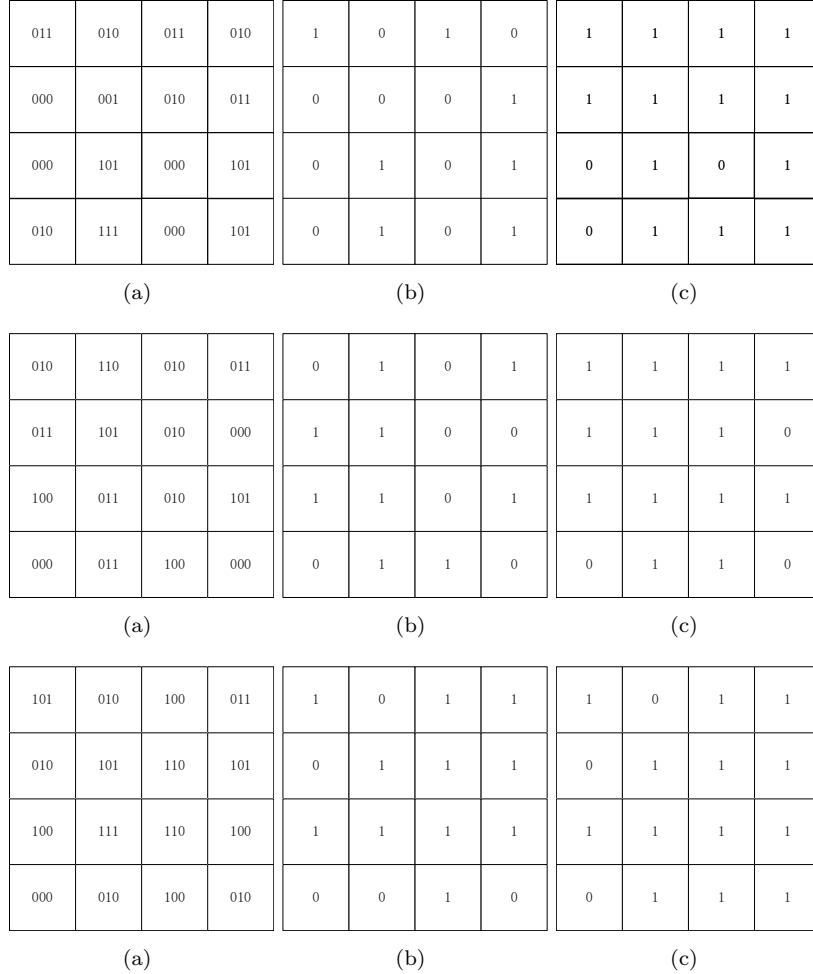 011 010 011 010 1 0 1 0 1 1 1 1
000 001 010 011 0 0 0 1 1 1 1 1
000 101 000 101 0 1 0 1 0 1 0 1
010 111 000 101 0 1 0 1 0 1 1 1
(a) (b) (c)
010 110 010 011 0 1 0 1 1 1 1 1
011 101 010 000 1 1 0 0 1 1 1 0
100 011 010 101 1 1 0 1 1 1 1 1
000 011 100 000 0 1 1 0 0 1 1 0
(a) (b) (c)
101 010 100 011 1 0 1 1 1 0 1 1
010 101 110 101 0 1 1 1 0 1 1 1
100 111 110 100 1 1 1 1 1 1 1 1
000 010 100 010 0 0 1 0 0 1 1 1
(a) (b) (c)